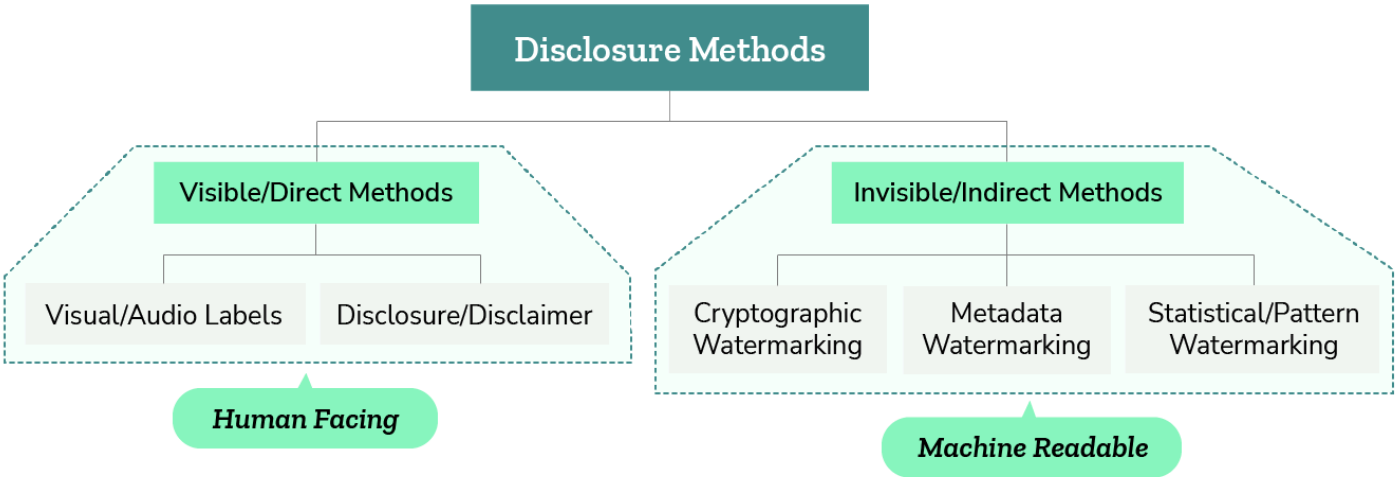 Disclosure Methods
Visible/Direct Methods
Invisible/Indirect Methods
Visual/Audio Labels
Disclosure/Disclaimer
Cryptographic
Watermarking
Metadata
Watermarking
Statistical/Pattern
Watermarking
Human Facing
Machine Readable